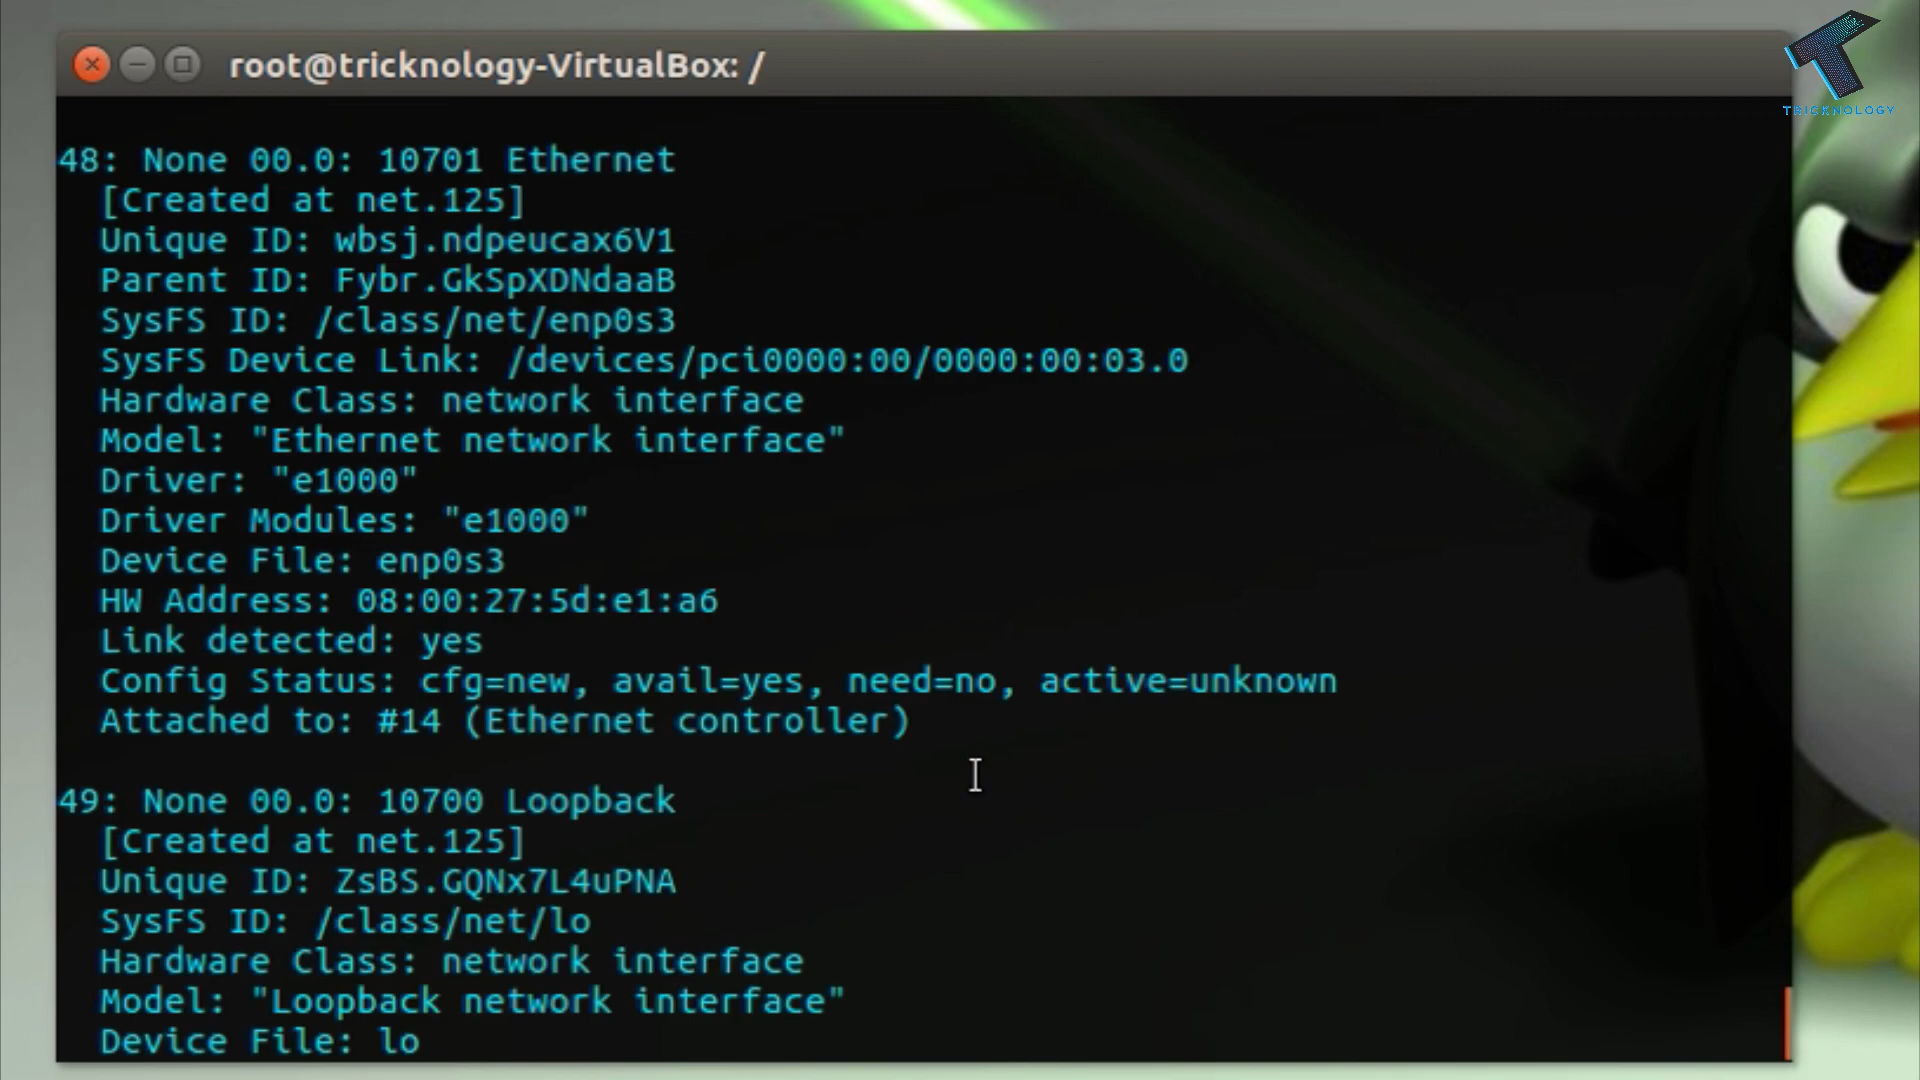 root@tricknology-VirtualBox: /
TRICKNOLOGY
48: None 00.0: 10701 Ethernet
[Created at net.125]
Unique ID: wbsj.ndpeucax6V1
Parent ID: Fybr.GkSpXDNdaaB
SysFS ID: /class/net/enp0s3
SysFS Device Link: /devices/pci0000:00/0000:00:03.0
Hardware Class: network interface
Model: "Ethernet network interface"
Driver: "e1000"
Driver Modules: "e1000"
Device File: enp0s3
HW Address: 08:00:27:5d:e1:a6
Link detected: yes
Config Status: cfg=new, avail=yes, need=no, active=unknown
Attached to: #14 (Ethernet controller)
49: None 00.0: 10700 Loopback
[Created at net.125]
Unique ID: ZsBS.GQNx7L4uPNA
SysFS ID: /class/net/lo
Hardware Class: network interface
Model: "Loopback network interface"
Device File: lo